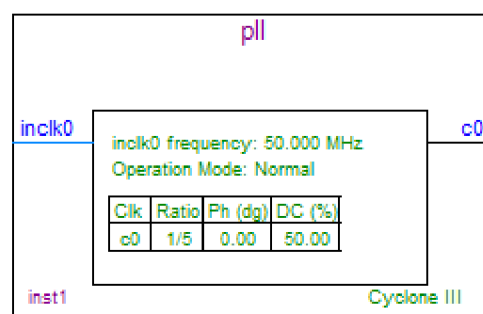 pll
inclk0
c0
inclk0 frequency: 50.000 MHz
Operation Mode: Normal
Clk Ratio Ph (dg) DC (%)
c0 1/5 0.00 50.00
inst1
Cyclone III